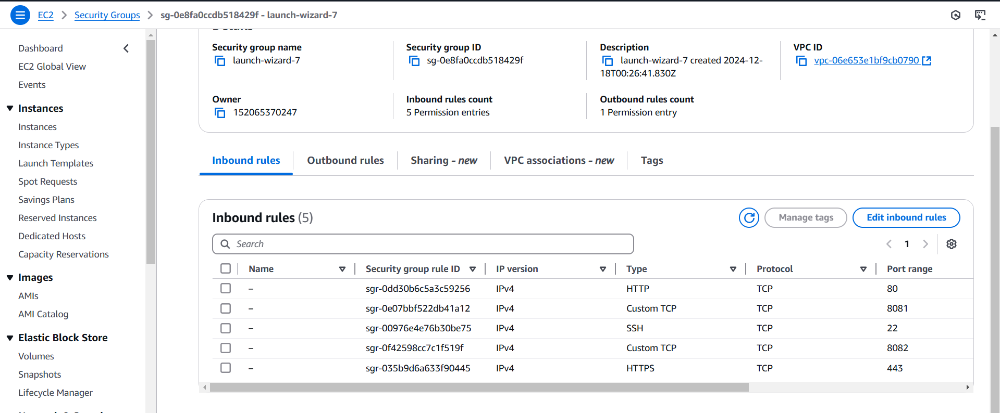 EC2 > Security Groups > sg-0e8fa0ccdb518429f - launch-wizard-7
Dashboard
EC2 Global View
Events
Instances
Instances
Instance Types
Launch Templates
Spot Requests
Savings Plans
Reserved Instances
Dedicated Hosts
Capacity Reservations
Images
AMIs
AMI Catalog
Elastic Block Store
Volumes
Snapshots
Lifecycle Manager
Security group name
launch-wizard-7
Security group ID
sg-0e8fa0ccdb518429f
Description
launch-wizard-7 created 2024-12-
18T00:26:41.830Z
VPC ID
vpc-06e653e1bf9cb0790
Owner
152065370247
Inbound rules count
5 Permission entries
Outbound rules count
1 Permission entry
Inbound rules Outbound rules Sharing - new VPC associations - new Tags
Inbound rules (5) Manage tags Edit inbound rules
Search 1
Name Security group rule ID IP version Type Protocol Port range
– sgr-0dd30b6c5a3c59256 IPv4 HTTP TCP 80
– sgr-0e07bbf522db41a12 IPv4 Custom TCP TCP 8081
– sgr-00976e4e76b30be75 IPv4 SSH TCP 22
– sgr-0f42598cc7c1f519f IPv4 Custom TCP TCP 8082
– sgr-035b9d6a633f90445 IPv4 HTTPS TCP 443